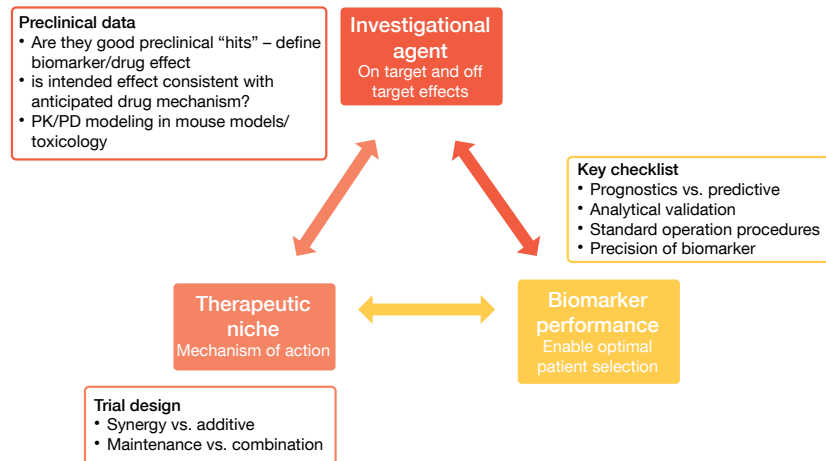 Preclinical data
• Are they good preclinical “hits” – define
biomarker/drug effect
• is intended effect consistent with
anticipated drug mechanism?
• PK/PD modeling in mouse models/
toxicology
Investigational
agent
On target and off
target effects
Key checklist
• Prognostics vs. predictive
• Analytical validation
• Standard operation procedures
• Precision of biomarker
Therapeutic
niche
Mechanism of action
Biomarker
performance
Enable optimal
patient selection
Trial design
• Synergy vs. additive
• Maintenance vs. combination